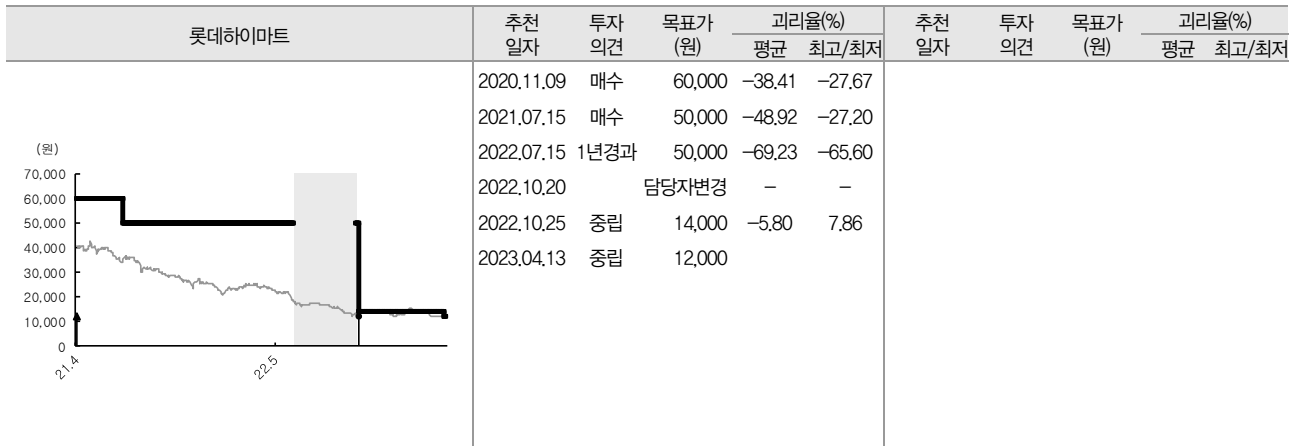 롯데하이마트
추천 일자 투자 의견 목표가 (원) 괴리율(%) 평균 최고/최저
추천 일자 투자 의견 목표가 (원) 괴리율(%) 평균 최고/최저
2020.11.09 매수 60,000 -38.41 -27.67
2021.07.15 매수 50,000 -48.92 -27.20
2022.07.15 1년경과 50,000 -69.23 -65.60
2022.10.20 담당자변경 - -
2022.10.25 중립 14,000 -5.80 7.86
2023.04.13 중립 12,000
(원)
70,000
60,000
50,000
40,000
30,000
20,000
10,000
0
21.4 22.5